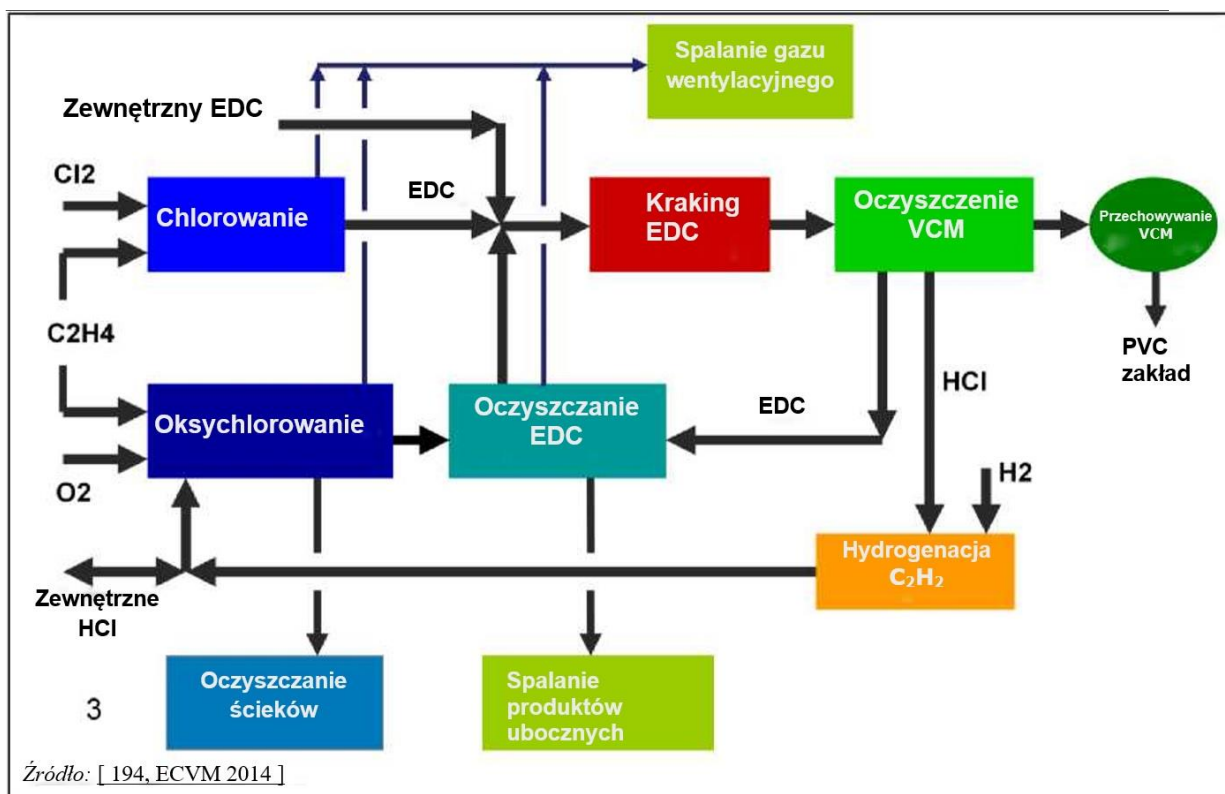 Spalanie gazu
wentylacyjnego
Zewnętrzny EDC
Cl2
EDC
Chlorowanie
Kraking
EDC
Oczyszczenie
VCM
Przechowywanie
VCM
C2H4
PVC
zakład
HCl
Oksychlorowanie
Oczyszczanie
EDC
EDC
O2
H2
Hydrogenacja
C₂H₂
Zewnętrzne
HCl
Oczyszczanie
ścieków
Spalanie
produktów
ubocznych
3
Źródło: [ 194, ECVM 2014 ]